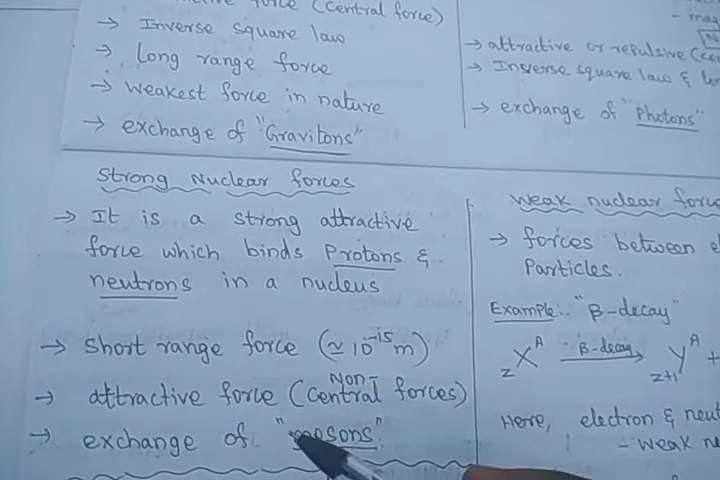 force (Central force)
→ Inverse square law
→ Long range force
→ weakest force in nature
→ exchange of "Gravitons"
→ attractive or repulsive
→ Inverse square law &
→ exchange of "Photons"
Strong Nuclear forces
→ It is a strong attractive
force which binds Protons &
neutrons in a nucleus
→ short range force (≃ 10⁻¹⁵m)
→ attractive force (Non-Central forces)
→ exchange of "mesons"
Weak nuclear
→ forces between
Particles.
Example:- "β-decay"
zXᴬ β-decay→ z+1Yᴬ +
Here, electron &
- weak